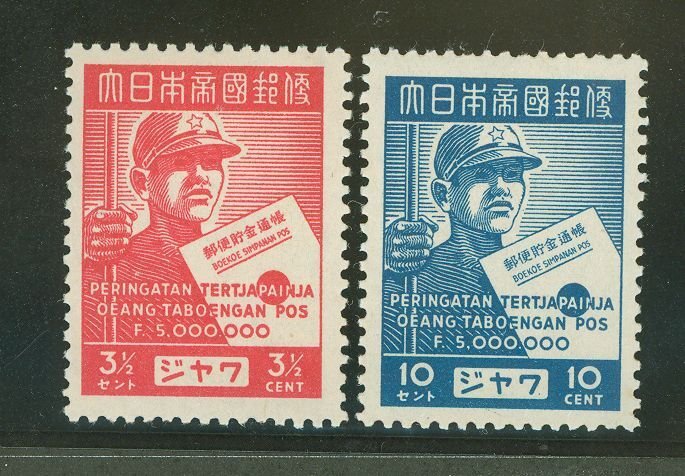 大日本帝國郵便
郵便貯金通帳
BOEKOE SIMPANAN POS
PERINGATAN TERTJAPAINJA
OEANG TABOENGAN POS
F. 5.000.000
3½ 3½
セント ジャワ CENT
大日本帝國郵便
郵便貯金通帳
BOEKOE SIMPANAN POS
PERINGATAN TERTJAPAINJA
OEANG TABOENGAN POS
F. 5,000,000
10 10
セント ジャワ CENT